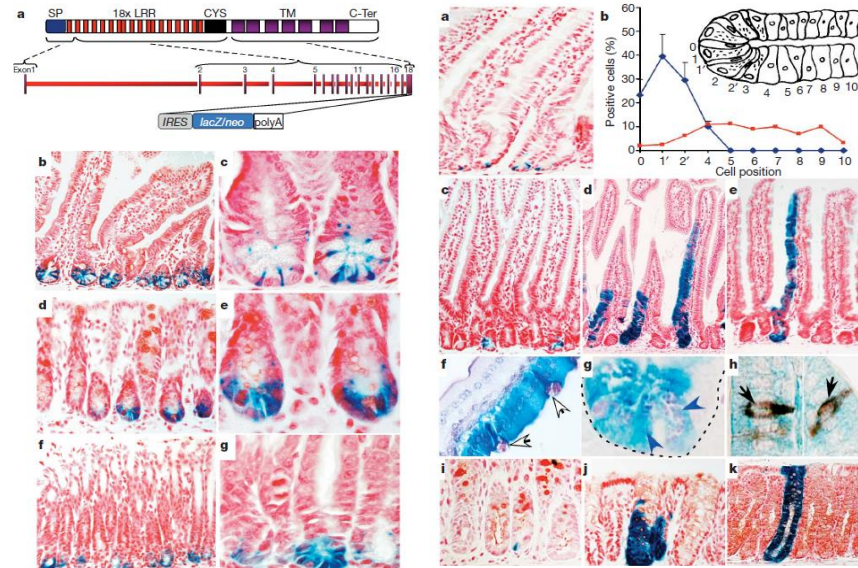 a
SP 18x LRR CYS TM C-Ter
Exon1 2 3 4 5 11 16 18
IRES lacZ/neo polyA
b
c
d
e
f
g
a
b
Positive cells (%)
60
50
40
30
20
10
0
0 1′ 2′ 4 5 6 7 8 9 10
Cell position
0 1 1′ 2 2′ 3 4 5 6 7 8 9 10
c
d
e
f
g
h
i
j
k